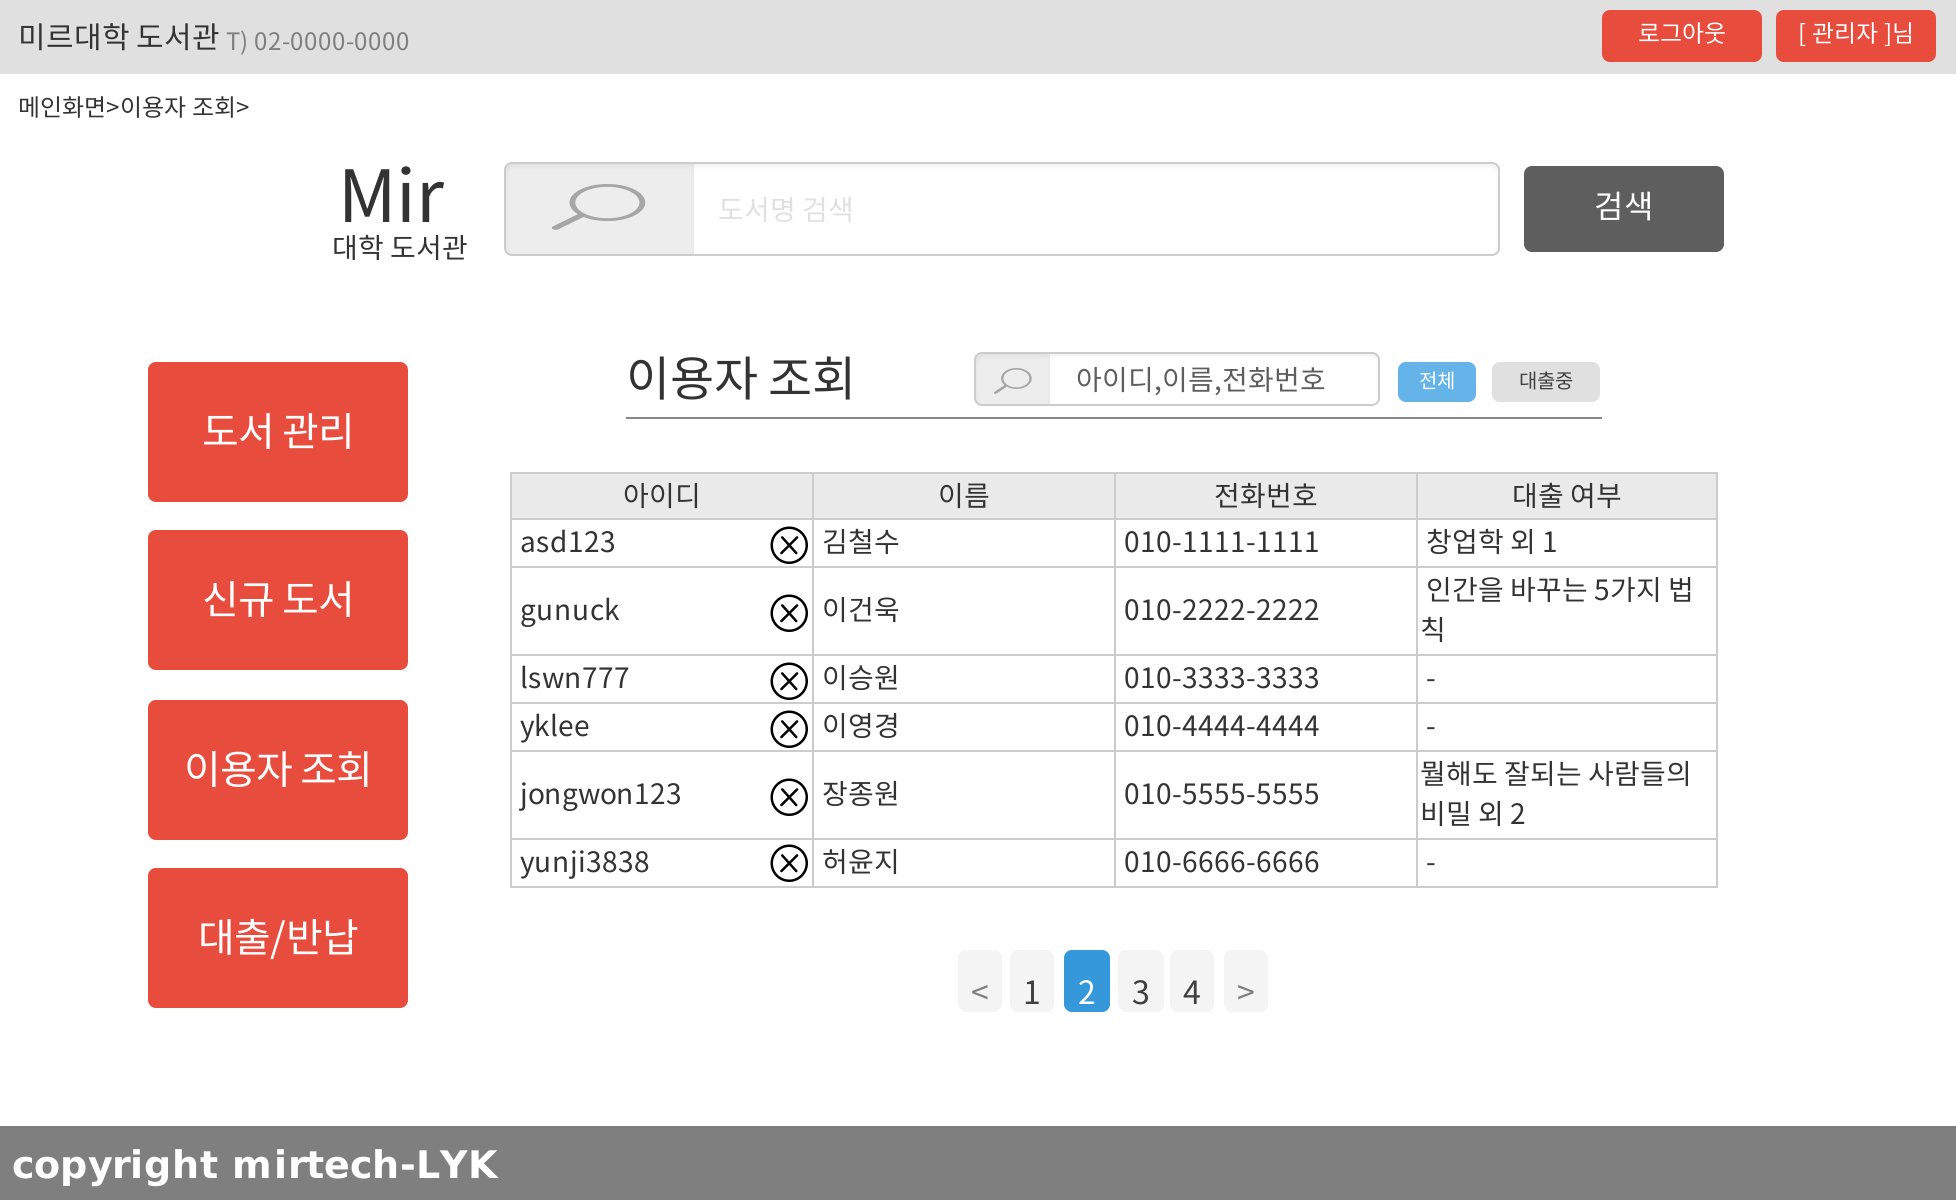 미르대학 도서관 T) 02-0000-0000
로그아웃
[ 관리자 ]님
메인화면>이용자 조회>
Mir
대학 도서관
도서명 검색
검색
도서 관리
신규 도서
이용자 조회
대출/반납
이용자 조회
아이디,이름,전화번호
전체
대출중
아이디 이름 전화번호 대출 여부
asd123 김철수 010-1111-1111 창업학 외 1
gunuck 이건욱 010-2222-2222 인간을 바꾸는 5가지 법
칙
lswn777 이승원 010-3333-3333 -
yklee 이영경 010-4444-4444 -
jongwon123 장종원 010-5555-5555 뭘해도 잘되는 사람들의
비밀 외 2
yunji3838 허윤지 010-6666-6666 -
< 1 2 3 4 >
copyright mirtech-LYK